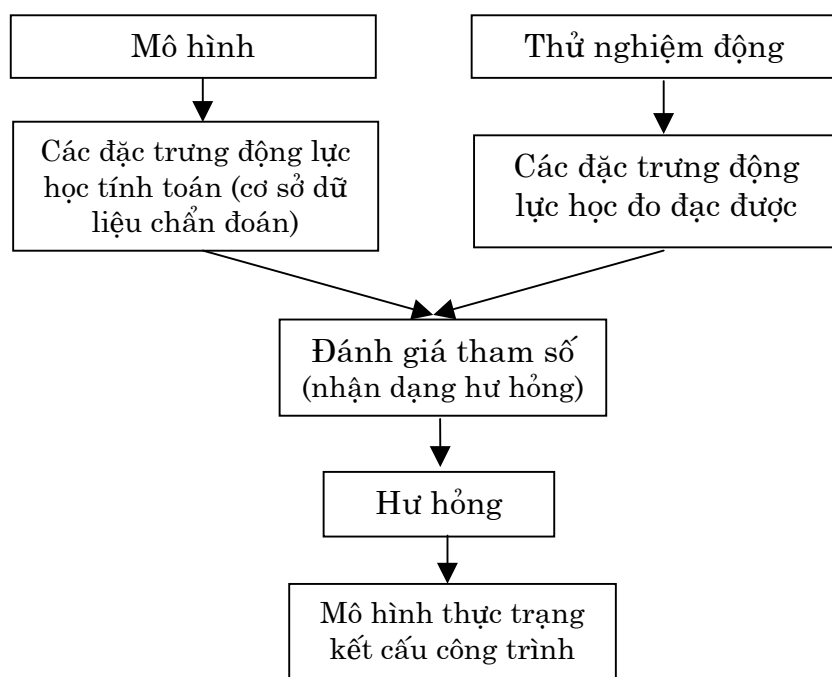 Mô hình
Thử nghiệm động
Các đặc trưng động lực
học tính toán (cơ sở dữ
liệu chẩn đoán)
Các đặc trưng động
lực học đo đạc được
Đánh giá tham số
(nhận dạng hư hỏng)
Hư hỏng
Mô hình thực trạng
kết cấu công trình